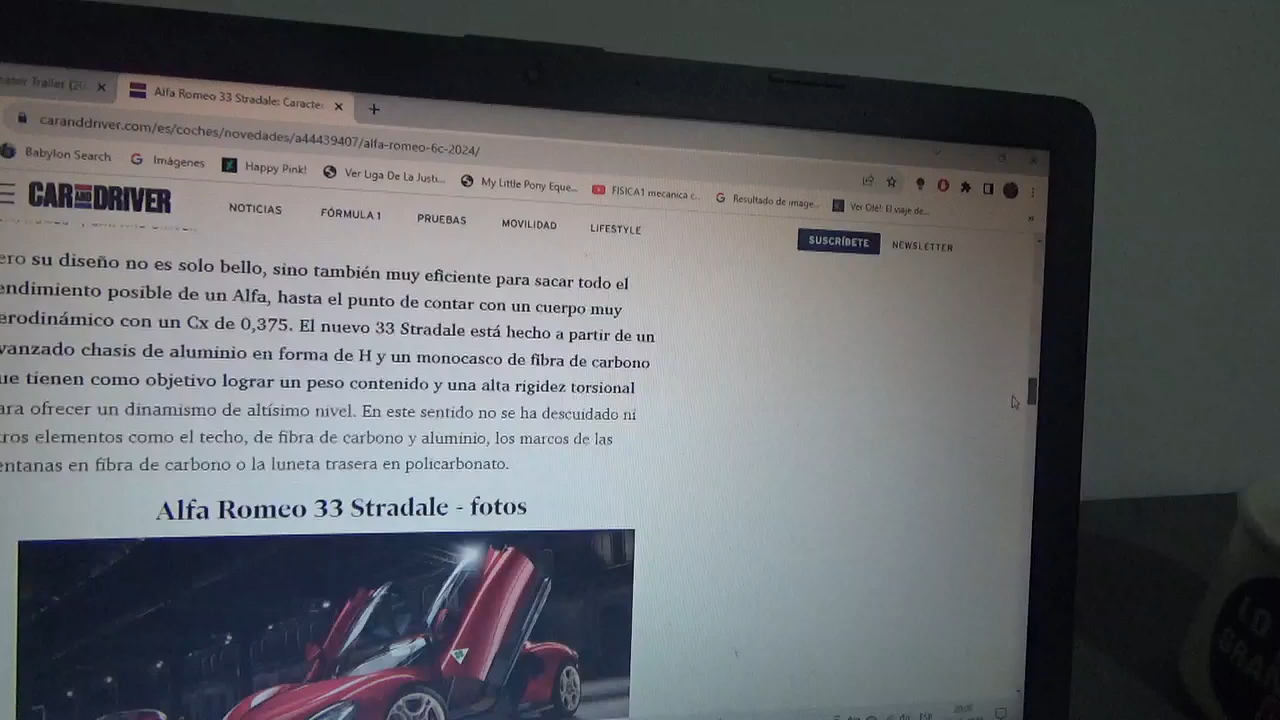 Trailer (20
Alfa Romeo 33 Stradale: Caracte
caranddriver.com/es/coches/novedades/a44439407/alfa-romeo-6c-2024/
Babylon Search
Imágenes
Happy Pink!
Ver Liga De La Justi...
My Little Pony Eque...
FISICA1 mecanica c...
Resultado de image...
Ver Olé! El viaje de...
CAR AND DRIVER
NOTICIAS
FÓRMULA 1
PRUEBAS
MOVILIDAD
LIFESTYLE
SUSCRÍBETE
NEWSLETTER
ero su diseño no es solo bello, sino también muy eficiente para sacar todo el
endimiento posible de un Alfa, hasta el punto de contar con un cuerpo muy
erodinámico con un Cx de 0,375. El nuevo 33 Stradale está hecho a partir de un
vanzado chasis de aluminio en forma de H y un monocasco de fibra de carbono
ue tienen como objetivo lograr un peso contenido y una alta rigidez torsional
ara ofrecer un dinamismo de altísimo nivel. En este sentido no se ha descuidado ni
tros elementos como el techo, de fibra de carbono y aluminio, los marcos de las
entanas en fibra de carbono o la luneta trasera en policarbonato.
Alfa Romeo 33 Stradale - fotos
ESP